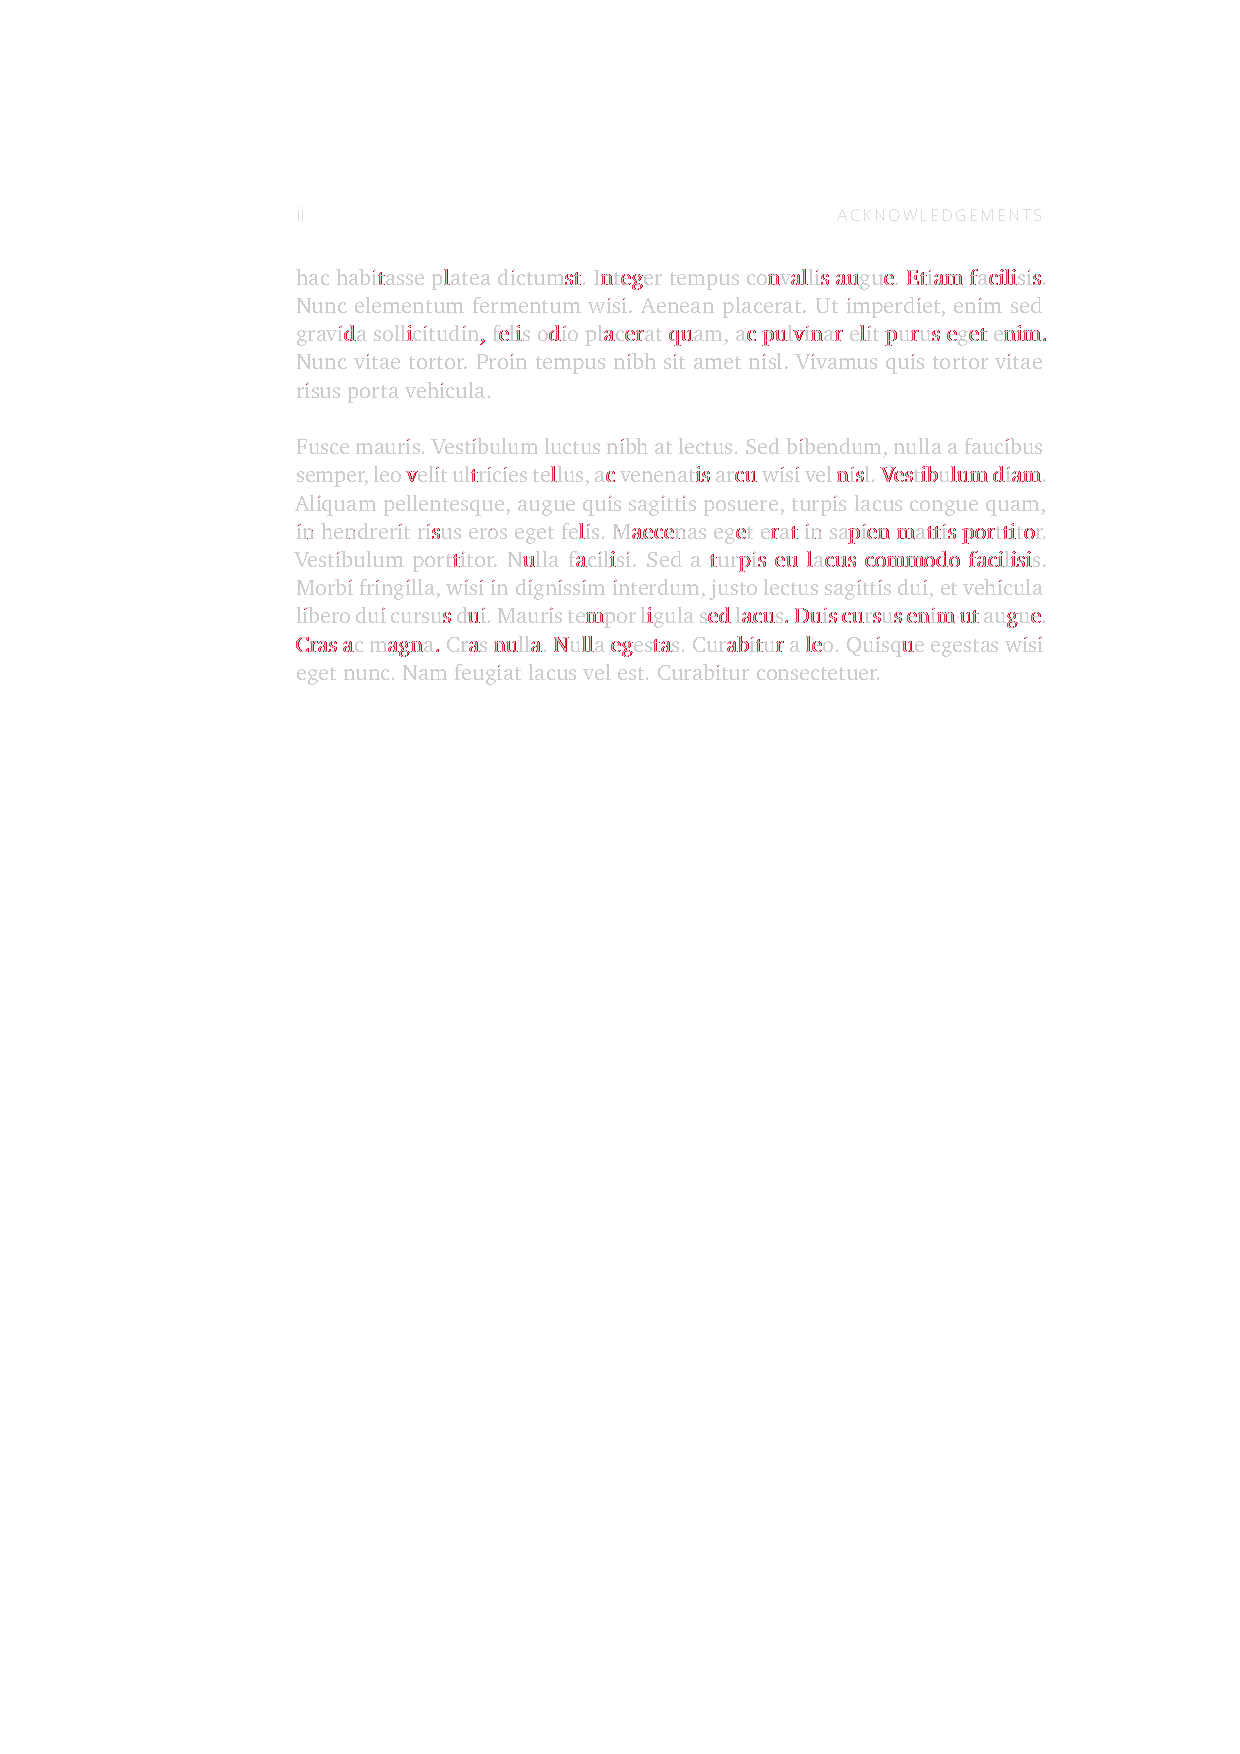 ii ACKNOWLEDGEMENTS
hac habitasse platea dictumst. Integer tempus convallis augue. Etiam facilisis.
Nunc elementum fermentum wisi. Aenean placerat. Ut imperdiet, enim sed
gravida sollicitudin, felis odio placerat quam, ac pulvinar elit purus eget enim.
Nunc vitae tortor. Proin tempus nibh sit amet nisl. Vivamus quis tortor vitae
risus porta vehicula.
Fusce mauris. Vestibulum luctus nibh at lectus. Sed bibendum, nulla a faucibus
semper, leo velit ultricies tellus, ac venenatis arcu wisi vel nisl. Vestibulum diam.
Aliquam pellentesque, augue quis sagittis posuere, turpis lacus congue quam,
in hendrerit risus eros eget felis. Maecenas eget erat in sapien mattis porttitor.
Vestibulum porttitor. Nulla facilisi. Sed a turpis eu lacus commodo facilisis.
Morbi fringilla, wisi in dignissim interdum, justo lectus sagittis dui, et vehicula
libero dui cursus dui. Mauris tempor ligula sed lacus. Duis cursus enim ut augue.
Cras ac magna. Cras nulla. Nulla egestas. Curabitur a leo. Quisque egestas wisi
eget nunc. Nam feugiat lacus vel est. Curabitur consectetuer.